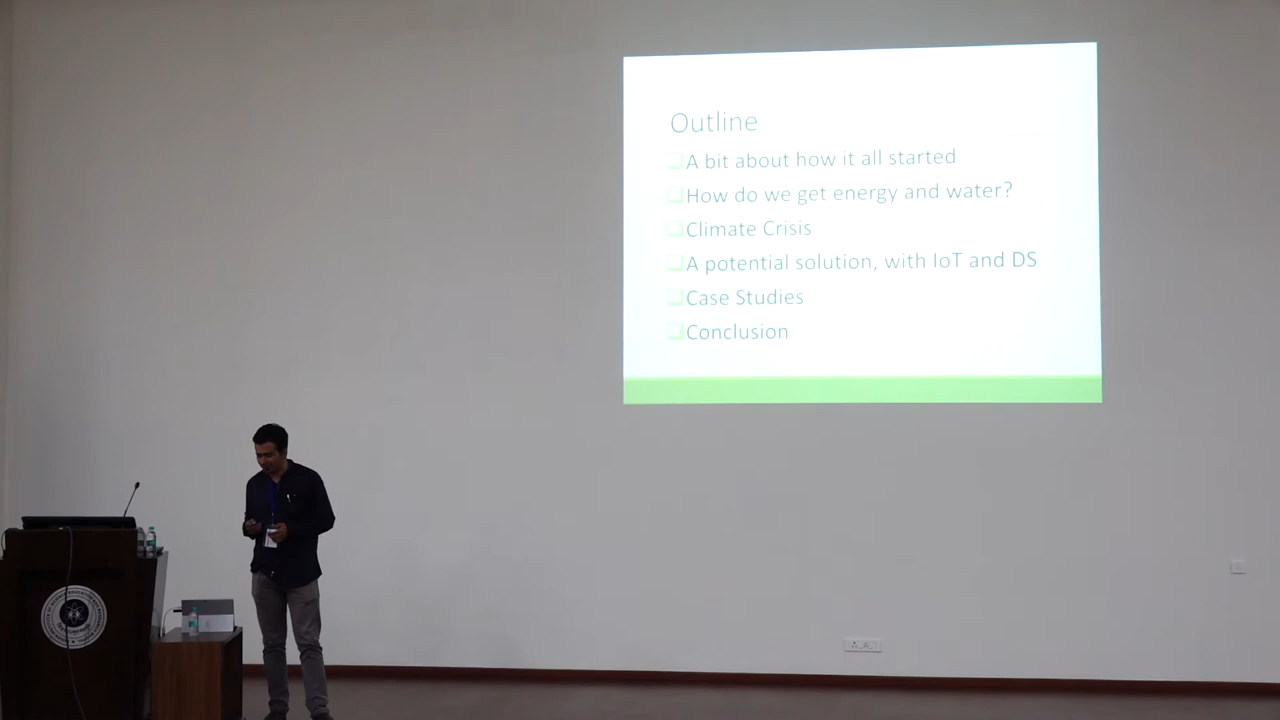 Outline
A bit about how it all started
How do we get energy and water?
Climate Crisis
A potential solution, with IoT and DS
Case Studies
Conclusion